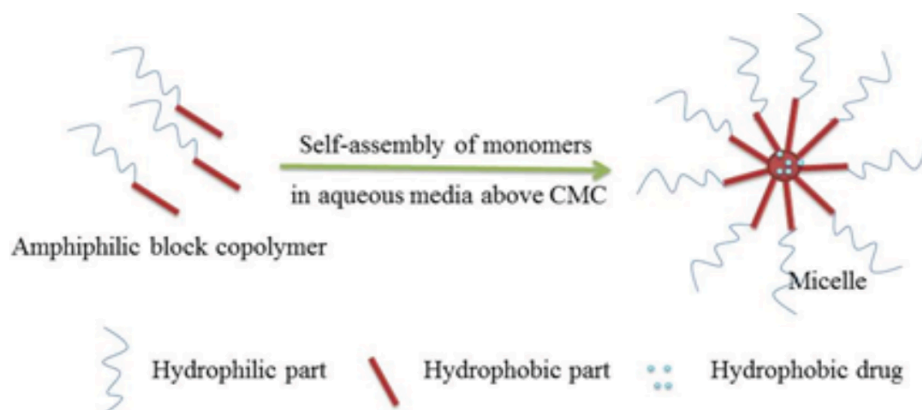 Self-assembly of monomers
in aqueous media above CMC
Amphiphilic block copolymer
Micelle
Hydrophilic part
Hydrophobic part
Hydrophobic drug